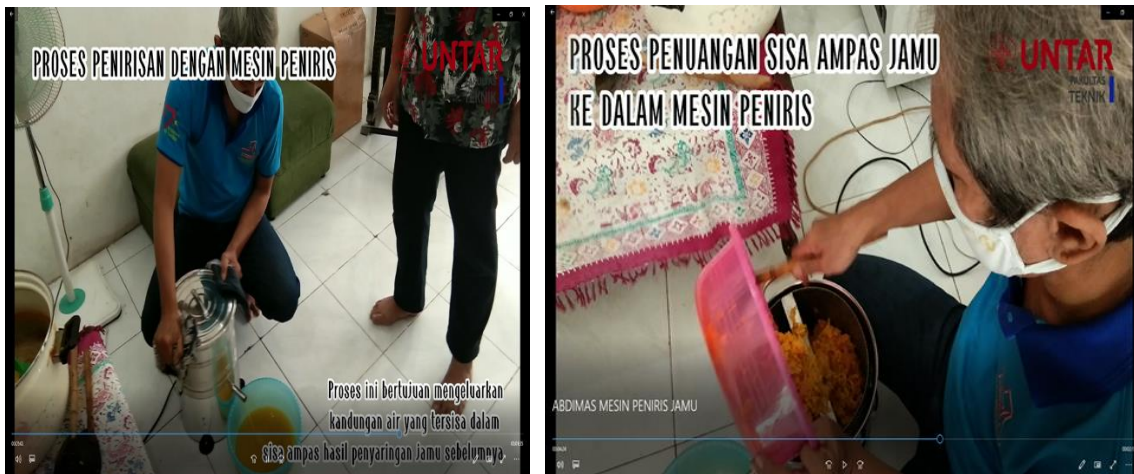 PROSES PENIRISAN DENGAN MESIN PENIRIS
UNTAR
Proses ini bertujuan mengeluarkan
kandungan air yang tersisa dalam
sisa ampas hasil penyaringan jamu sebelumnya
PROSES PENUANGAN SISA AMPAS JAMU
KE DALAM MESIN PENIRIS
UNTAR
FAKULTAS
TEKNIK
ABDIMAS MESIN PENIRIS JAMU